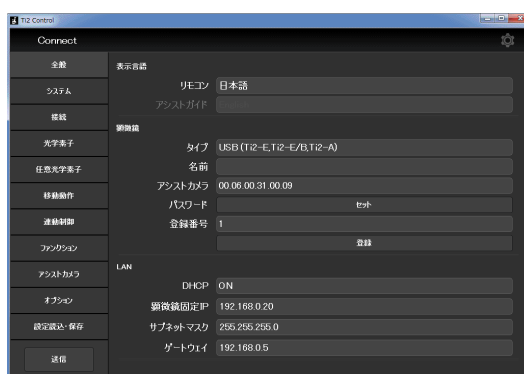 Ti2 Control
Connect
全般
システム
接続
光学素子
任意光学素子
移動動作
連動制御
ファンクション
アシストカメラ
オプション
設定読込・保存
送信
表示言語
リモコン 日本語
アシストガイド
顕微鏡
タイプ USB (Ti2-E,Ti2-E/B,Ti2-A)
名前
アシストカメラ 00.06.00.31.00.09
パスワード セット
登録番号 1
登録
LAN
DHCP ON
顕微鏡固定IP 192.168.0.20
サブネットマスク 255.255.255.0
ゲートウェイ 192.168.0.5